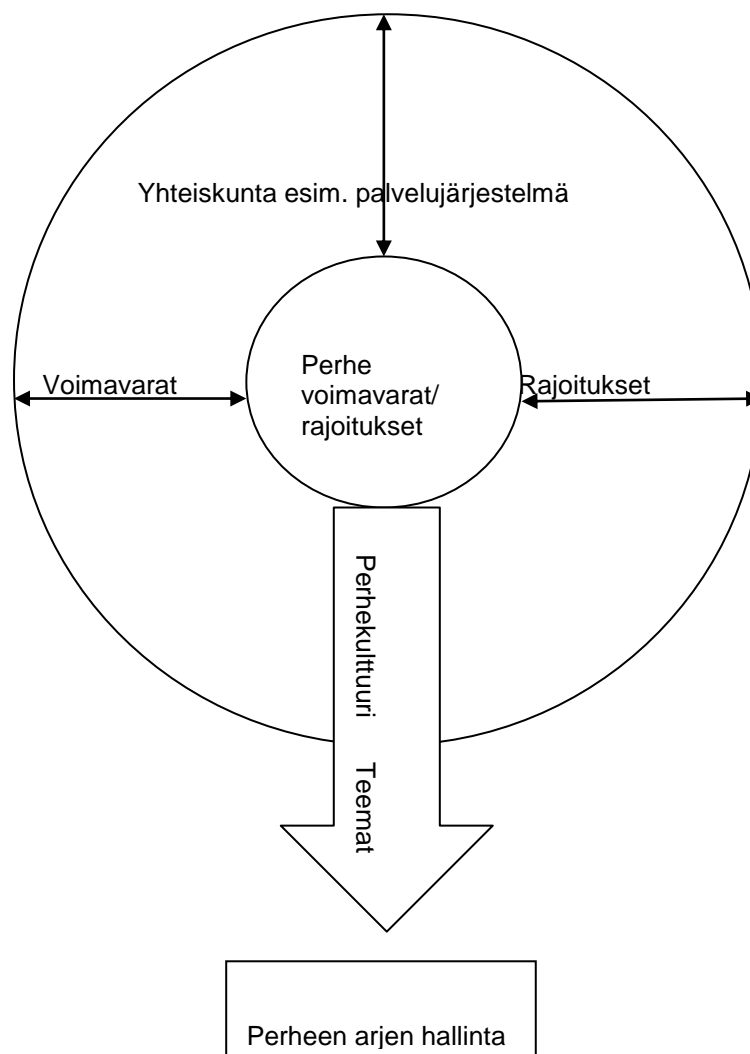 Yhteiskunta esim. palvelujärjestelmä
Voimavarat
Perhe
voimavarat/
rajoitukset
Rajoitukset
Perhekulttuuri Teemat
Perheen arjen hallinta